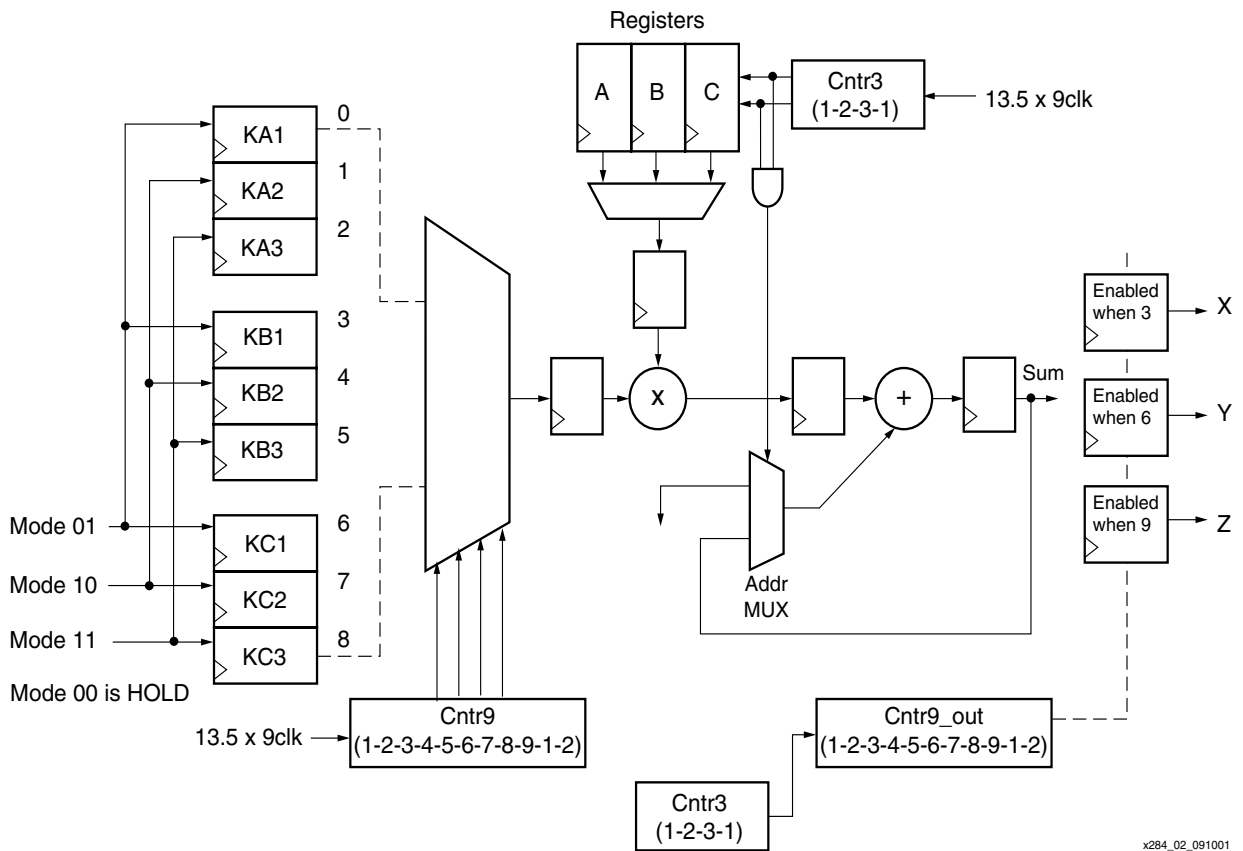 Registers
A
B
C
Cntr3
(1-2-3-1)
13.5 x 9clk
KA1
0
KA2
1
KA3
2
KB1
3
KB2
4
KB3
5
KC1
6
KC2
7
KC3
8
Mode 01
Mode 10
Mode 11
Mode 00 is HOLD
X
+
Sum
Addr
MUX
Enabled
when 3
X
Enabled
when 6
Y
Enabled
when 9
Z
13.5 x 9clk
Cntr9
(1-2-3-4-5-6-7-8-9-1-2)
Cntr9_out
(1-2-3-4-5-6-7-8-9-1-2)
Cntr3
(1-2-3-1)
x284_02_091001